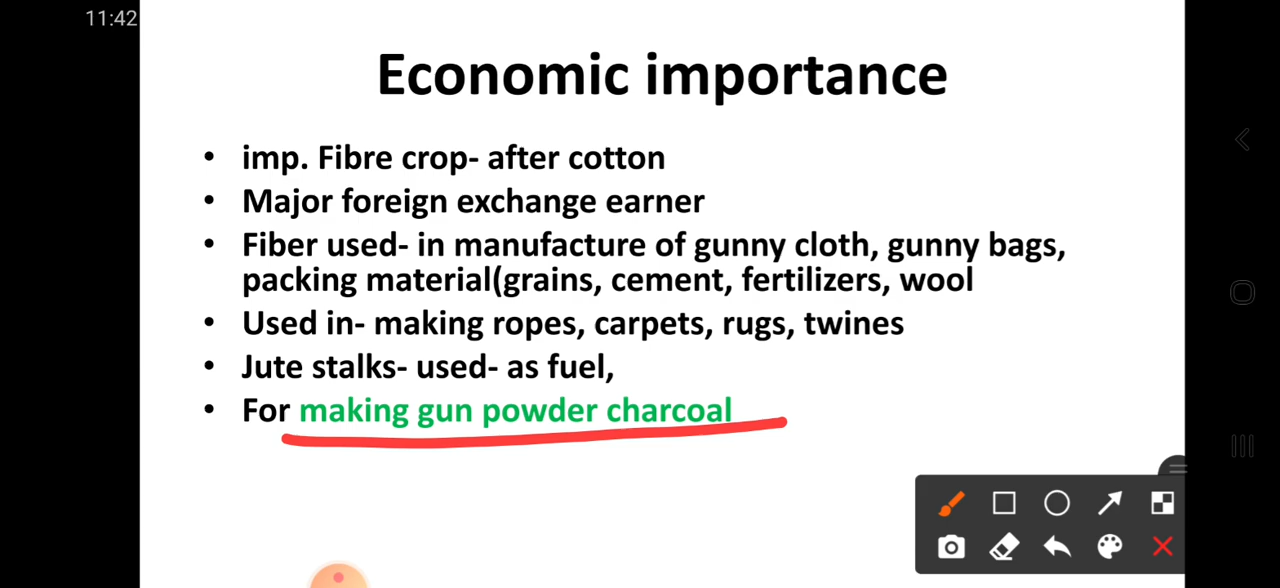 11:42
Economic importance
• imp. Fibre crop- after cotton
• Major foreign exchange earner
• Fiber used- in manufacture of gunny cloth, gunny bags,
packing material(grains, cement, fertilizers, wool
• Used in- making ropes, carpets, rugs, twines
• Jute stalks- used- as fuel,
• For making gun powder charcoal